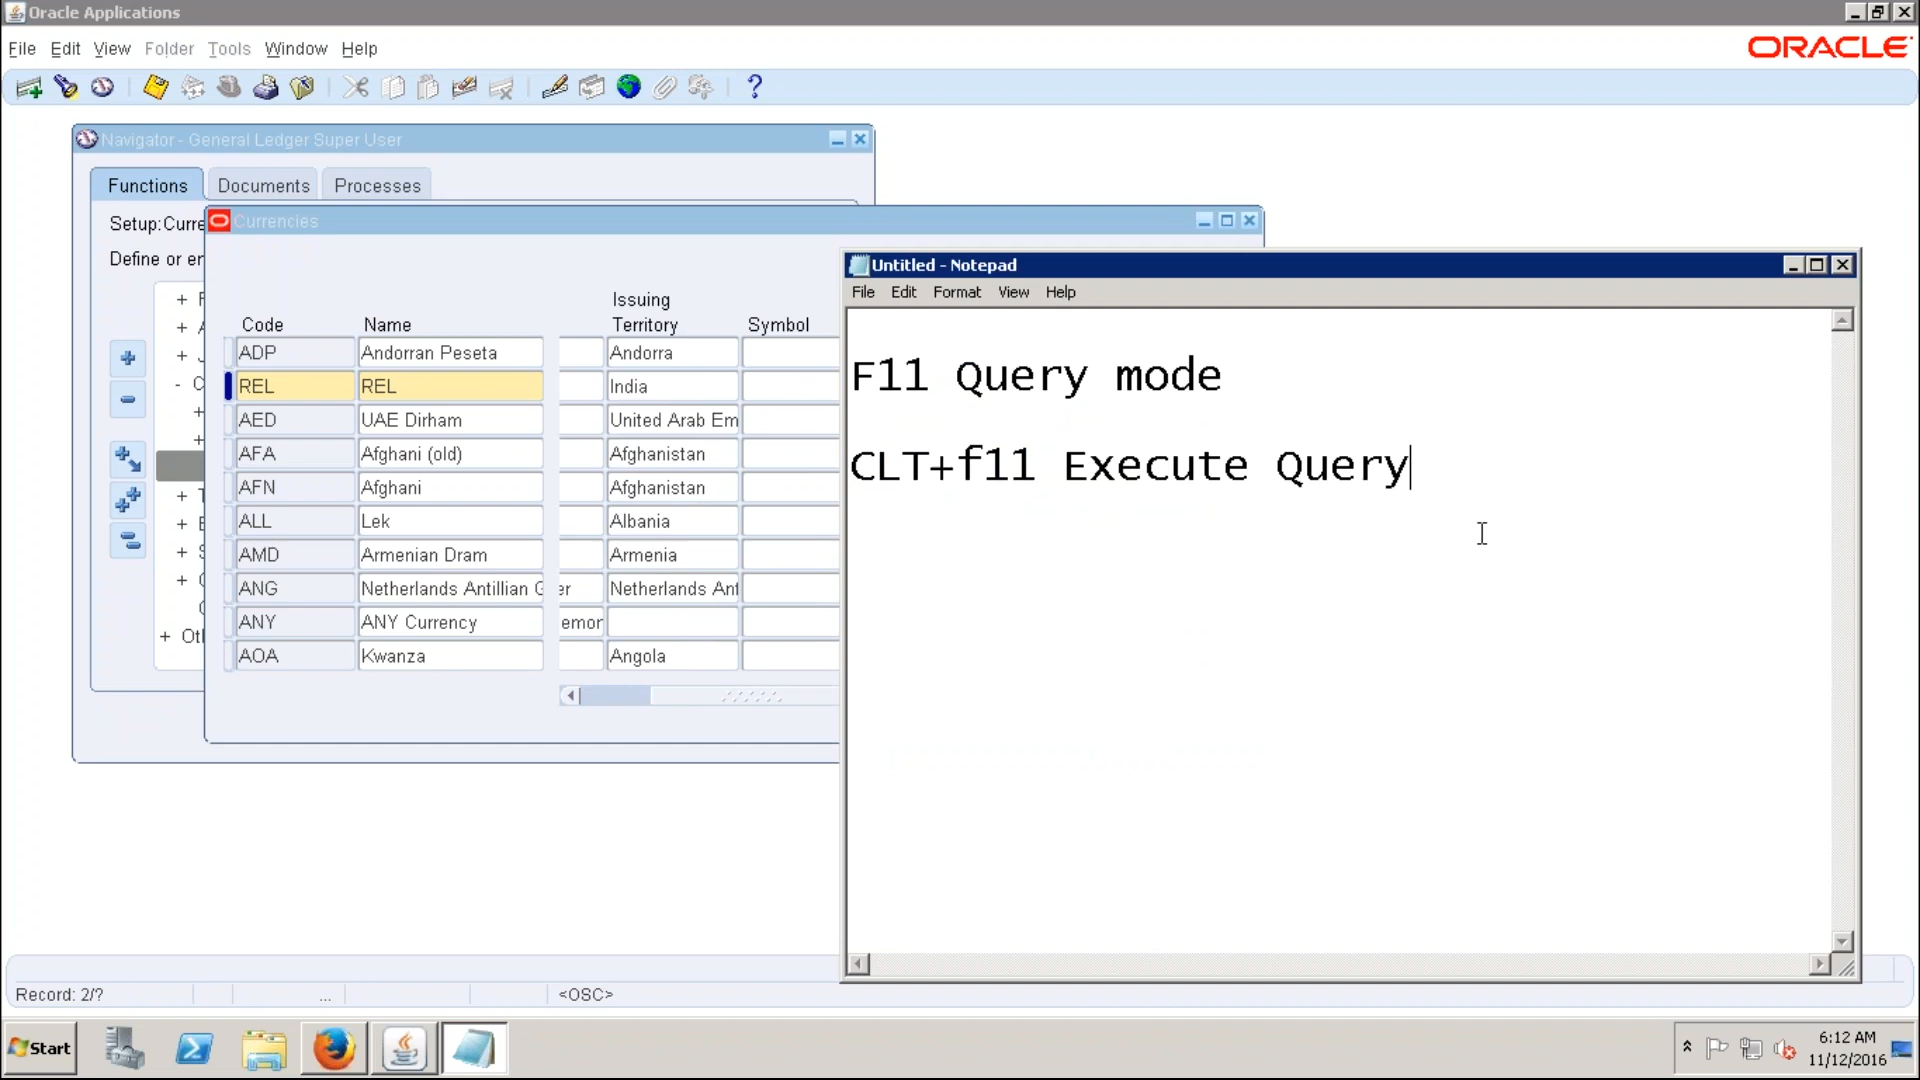 Oracle Applications
File Edit View Folder Tools Window Help
ORACLE
Navigator - General Ledger Super User
Functions Documents Processes
Setup:Curre
Define or er
Currencies
Issuing
Code Name Territory Symbol
ADP Andorran Peseta Andorra
REL REL India
AED UAE Dirham United Arab Em
AFA Afghani (old) Afghanistan
AFN Afghani Afghanistan
ALL Lek Albania
AMD Armenian Dram Armenia
ANG Netherlands Antillian G er Netherlands Ant
ANY ANY Currency emor
AOA Kwanza Angola
+ Otl
Untitled - Notepad
File Edit Format View Help
F11 Query mode
CLT+f11 Execute Query
Record: 2/? ... <OSC>
Start
6:12 AM
11/12/2016